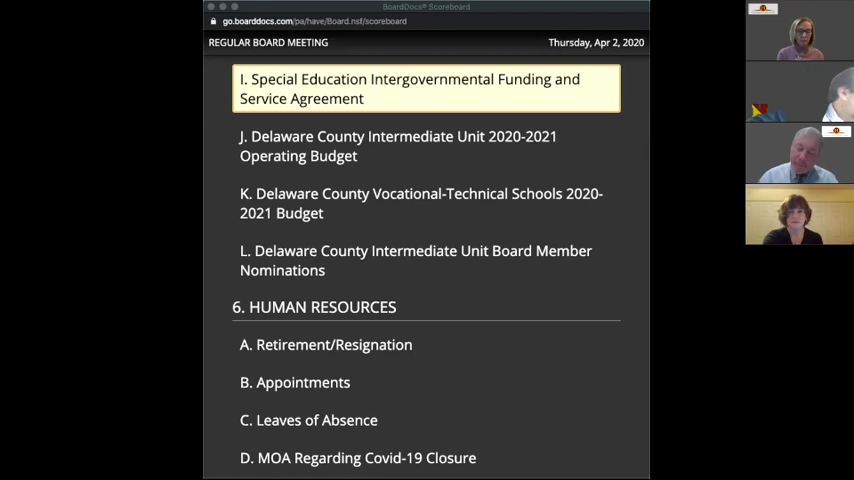 BoardDocs® Scoreboard
go.boarddocs.com/pa/have/Board.nsf/scoreboard
REGULAR BOARD MEETING
Thursday, Apr 2, 2020
I. Special Education Intergovernmental Funding and
Service Agreement
J. Delaware County Intermediate Unit 2020-2021
Operating Budget
K. Delaware County Vocational-Technical Schools 2020-
2021 Budget
L. Delaware County Intermediate Unit Board Member
Nominations
6. HUMAN RESOURCES
A. Retirement/Resignation
B. Appointments
C. Leaves of Absence
D. MOA Regarding Covid-19 Closure